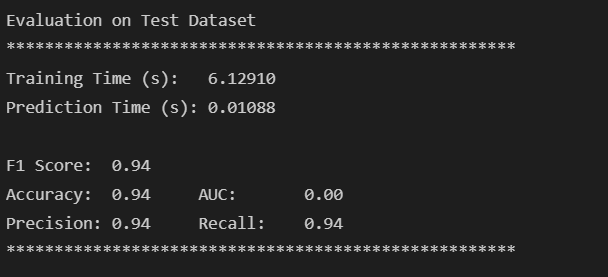 Evaluation on Test Dataset
*****************************************************
Training Time (s):   6.12910
Prediction Time (s): 0.01088
F1 Score:  0.94
Accuracy:  0.94     AUC:       0.00
Precision: 0.94     Recall:    0.94
*****************************************************